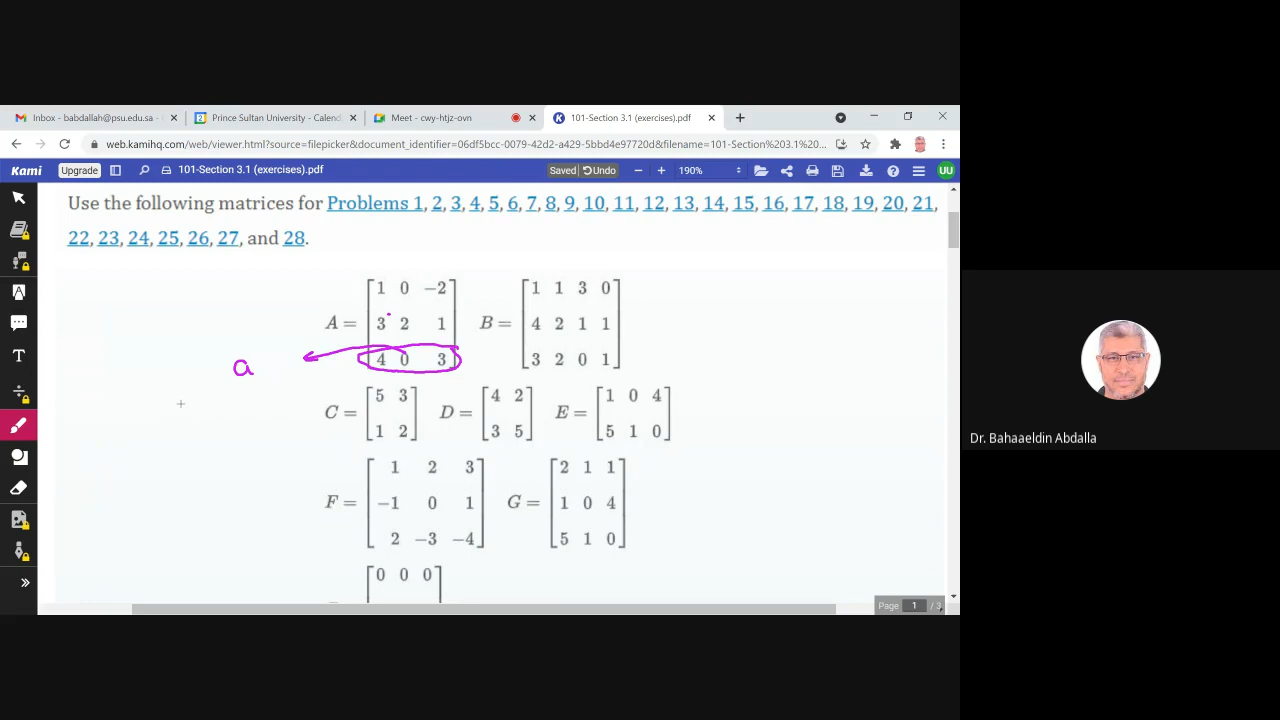 Inbox - babdallah@psu.edu.sa -
Prince Sultan University - Calend
Meet - cwy-htjz-ovn
101-Section 3.1 (exercises).pdf
web.kamihq.com/web/viewer.html?source=filepicker&document_identifier=06df5bcc-0079-42d2-a429-5bbd4e97720d&filename=101-Section%203.1%20...
Kami Upgrade 101-Section 3.1 (exercises).pdf Saved Undo 190% UU
Use the following matrices for Problems 1, 2, 3, 4, 5, 6, 7, 8, 9, 10, 11, 12, 13, 14, 15, 16, 17, 18, 19, 20, 21,
22, 23, 24, 25, 26, 27, and 28.
1 0 −2 1 1 3 0
A = 3 2 1 B = 4 2 1 1
a 4 0 3 3 2 0 1
5 3 4 2 1 0 4
C = D = E =
1 2 3 5 5 1 0
1 2 3 2 1 1
F = −1 0 1 G = 1 0 4
2 −3 −4 5 1 0
0 0 0
Page 1 / 3
Dr. Bahaaeldin Abdalla